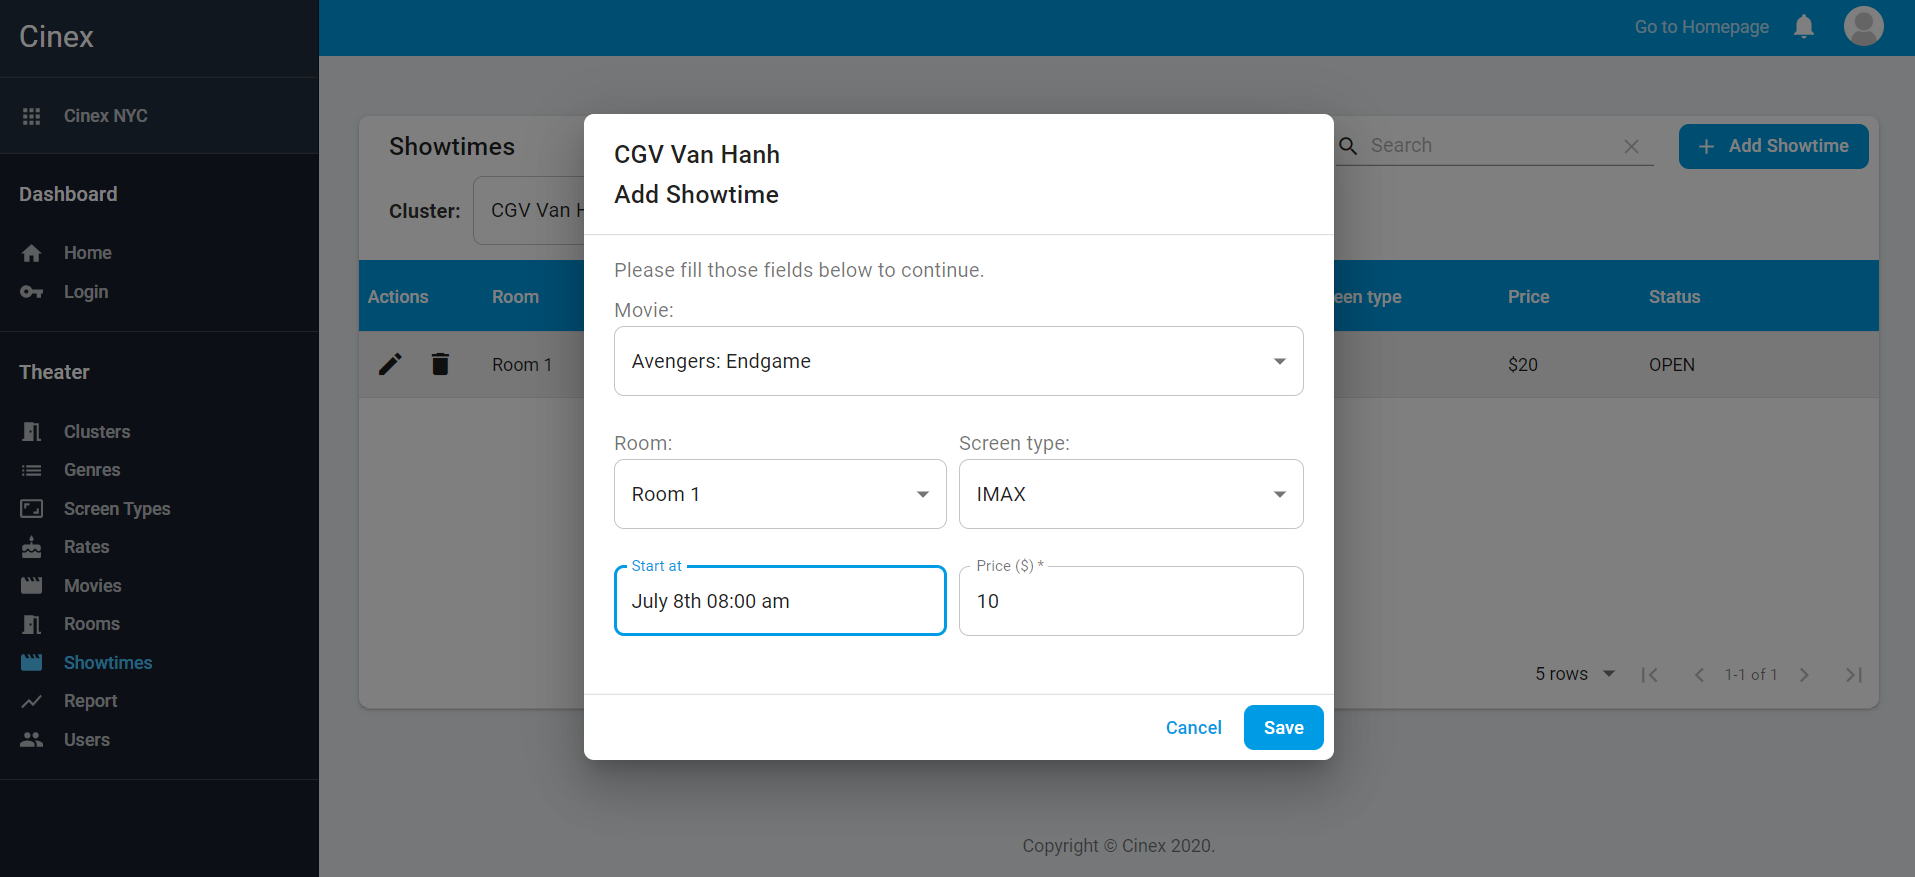 Cinex
Go to Homepage
Cinex NYC
Dashboard
Home
Login
Theater
Clusters
Genres
Screen Types
Rates
Movies
Rooms
Showtimes
Report
Users
Showtimes
Search
Add Showtime
Cluster:
CGV Van H
Actions Room een type Price Status
Room 1 $20 OPEN
5 rows 1-1 of 1
CGV Van Hanh
Add Showtime
Please fill those fields below to continue.
Movie:
Avengers: Endgame
Room: Screen type:
Room 1 IMAX
Start at Price ($) *
July 8th 08:00 am 10
Cancel Save
Copyright © Cinex 2020.